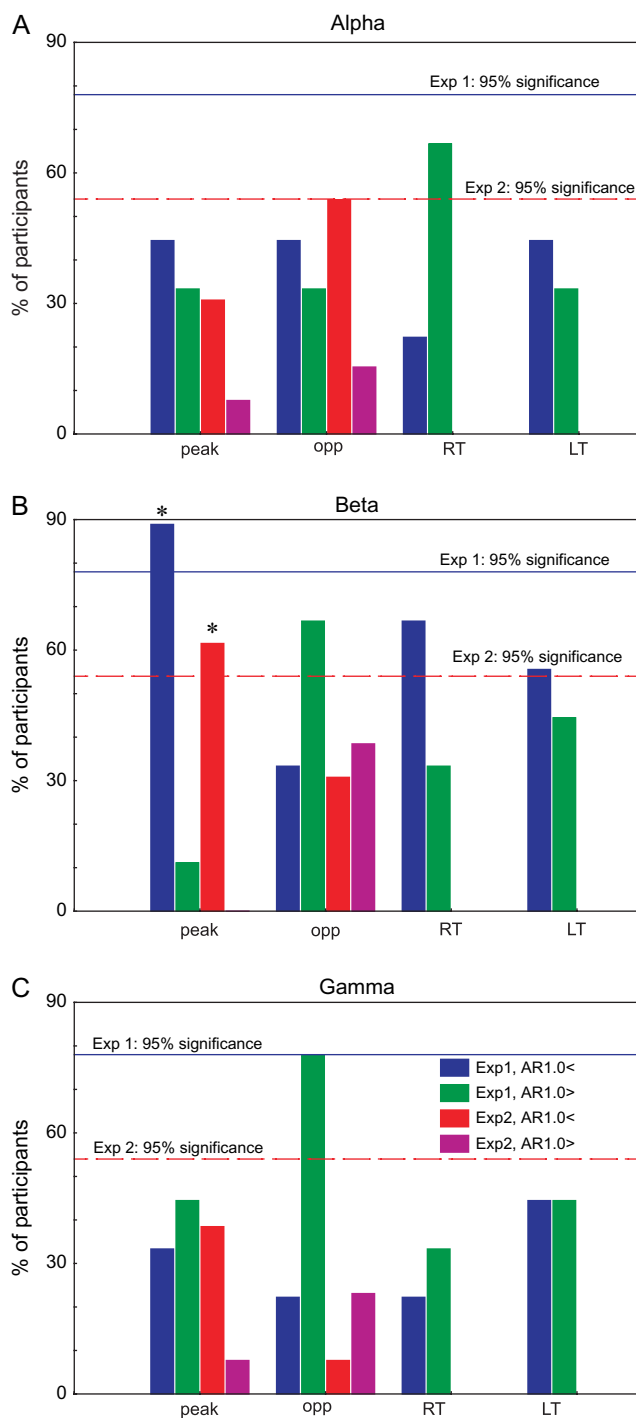 A
Alpha
90
Exp 1: 95% significance
60
Exp 2: 95% significance
% of participants
30
0
peak opp RT LT
B
Beta
90
*
Exp 1: 95% significance
*
60
Exp 2: 95% significance
% of participants
30
0
peak opp RT LT
C
Gamma
90
Exp 1: 95% significance
Exp1, AR1.0<
Exp1, AR1.0>
Exp2, AR1.0<
Exp2, AR1.0>
60
Exp 2: 95% significance
% of participants
30
0
peak opp RT LT